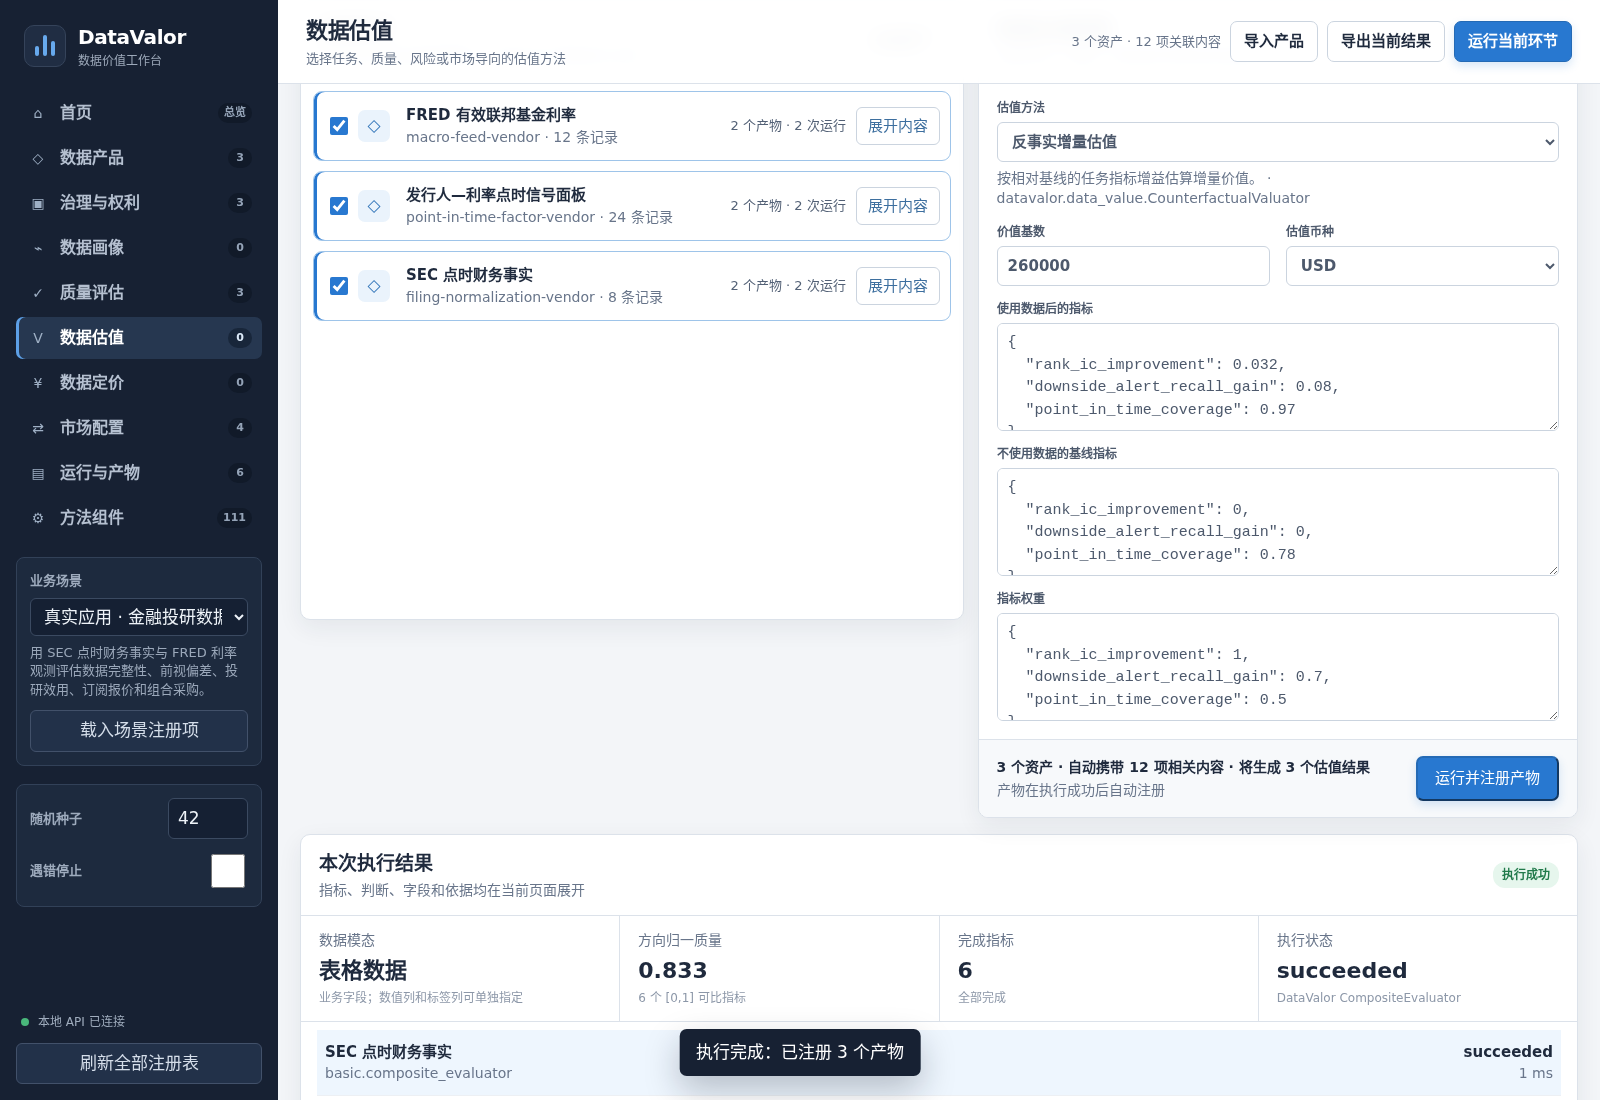 DataValor
数据价值工作台
首页
总览
数据产品
3
治理与权利
3
数据画像
0
质量评估
3
数据估值
0
数据定价
0
市场配置
4
运行与产物
6
方法组件
111
业务场景
真实应用 · 金融投研数据
用 SEC 点时财务事实与 FRED 利率
观测评估数据完整性、前视偏差、投
研效用、订阅报价和组合采购。
载入场景注册项
随机种子
42
遇错停止
本地 API 已连接
刷新全部注册表
数据估值
选择任务、质量、风险或市场导向的估值方法
3 个资产 · 12 项关联内容
导入产品
导出当前结果
运行当前环节
FRED 有效联邦基金利率
macro-feed-vendor · 12 条记录
2 个产物 · 2 次运行
展开内容
发行人—利率点时信号面板
point-in-time-factor-vendor · 24 条记录
2 个产物 · 2 次运行
展开内容
SEC 点时财务事实
filing-normalization-vendor · 8 条记录
2 个产物 · 2 次运行
展开内容
估值方法
反事实增量估值
按相对基线的任务指标增益估算增量价值。 ·
datavalor.data_value.CounterfactualValuator
价值基数
估值币种
260000
USD
使用数据后的指标
{
"rank_ic_improvement": 0.032,
"downside_alert_recall_gain": 0.08,
"point_in_time_coverage": 0.97
}
不使用数据的基线指标
{
"rank_ic_improvement": 0,
"downside_alert_recall_gain": 0,
"point_in_time_coverage": 0.78
}
指标权重
{
"rank_ic_improvement": 1,
"downside_alert_recall_gain": 0.7,
"point_in_time_coverage": 0.5
}
3 个资产 · 自动携带 12 项相关内容 · 将生成 3 个估值结果
产物在执行成功后自动注册
运行并注册产物
本次执行结果
指标、判断、字段和依据均在当前页面展开
执行成功
数据模态
表格数据
业务字段；数值列和标签列可单独指定
方向归一质量
0.833
6 个 [0,1] 可比指标
完成指标
6
全部完成
执行状态
succeeded
DataValor CompositeEvaluator
SEC 点时财务事实
basic.composite_evaluator
succeeded
1 ms
执行完成：已注册 3 个产物